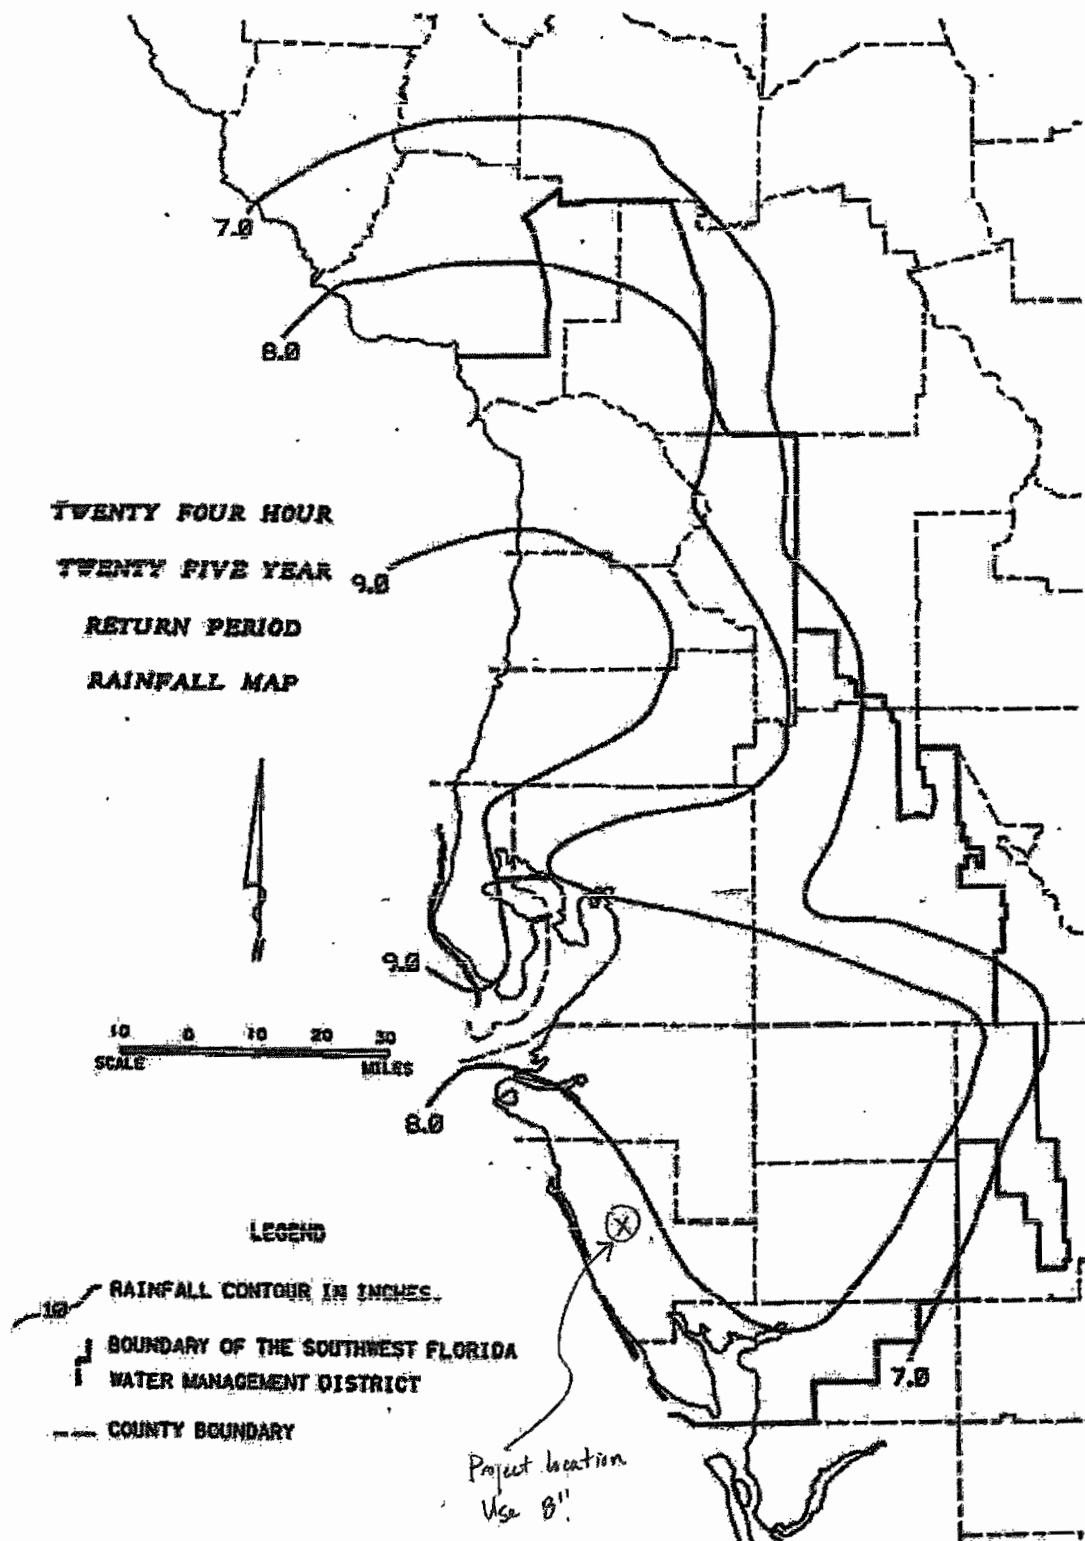 7.0
8.0
TWENTY FOUR HOUR
TWENTY FIVE YEAR
RETURN PERIOD
RAINFALL MAP
9.0
9.0
10 0 10 20 30
SCALE MILES
8.0
LEGEND
10 RAINFALL CONTOUR IN INCHES.
BOUNDARY OF THE SOUTHWEST FLORIDA
WATER MANAGEMENT DISTRICT
COUNTY BOUNDARY
7.0
Project location
Use 8".